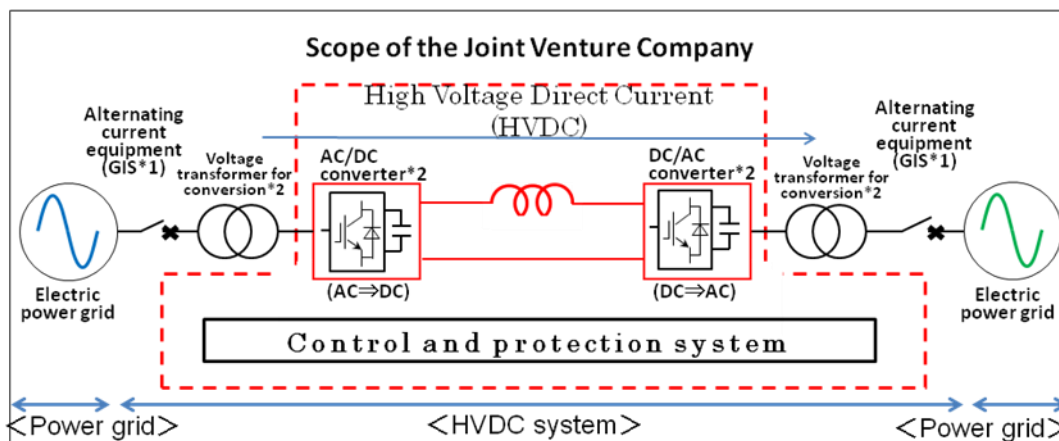 Scope of the Joint Venture Company
High Voltage Direct Current
(HVDC)
Alternating
current
equipment
(GIS*1)
Voltage
transformer for
conversion*2
AC/DC
converter*2
DC/AC
converter*2
Voltage
transformer for
conversion*2
Alternating
current
equipment
(GIS*1)
Electric
power grid
(AC⇒DC)
(DC⇒AC)
Electric
power grid
Control and protection system
<Power grid>
<HVDC system>
<Power grid>